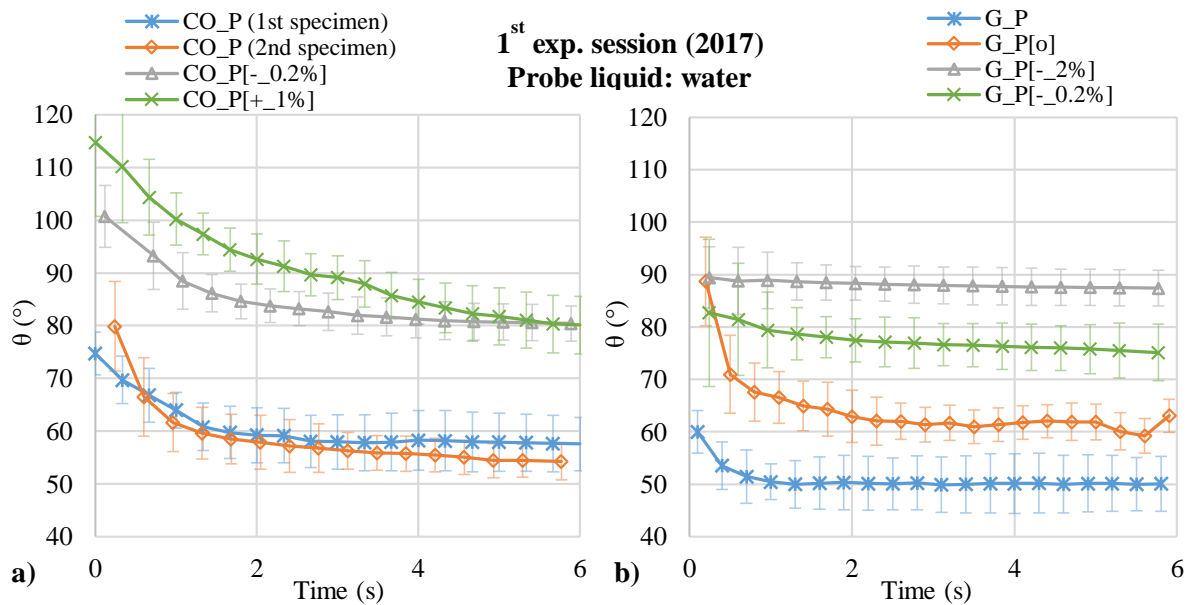 CO_P (1st specimen)
CO_P (2nd specimen)
CO_P[-_0.2%]
CO_P[+_1%]
1st exp. session (2017)
Probe liquid: water
G_P
G_P[o]
G_P[-_2%]
G_P[-_0.2%]
120
110
100
90
80
70
60
50
40
θ (°)
0 2 4 6
Time (s)
a)
120
110
100
90
80
70
60
50
40
θ (°)
0 2 4 6
Time (s)
b)